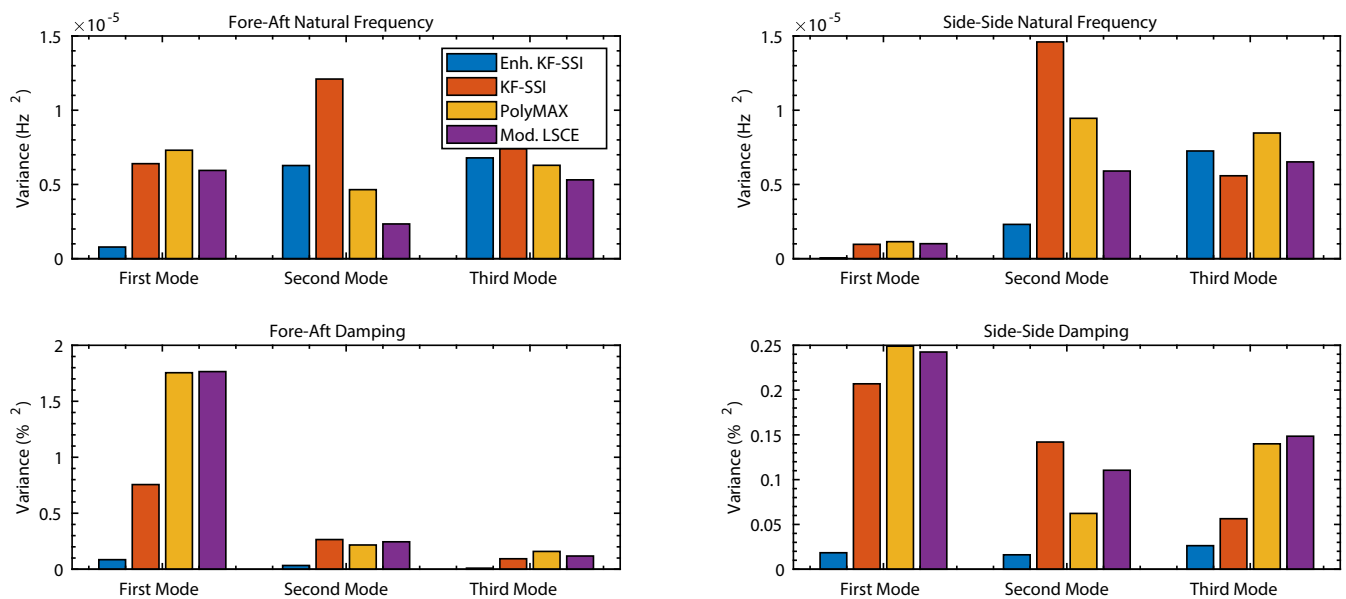 ×10⁻⁵
Fore-Aft Natural Frequency
Variance (Hz ²)
1.5
1
0.5
0
Enh. KF-SSI
KF-SSI
PolyMAX
Mod. LSCE
First Mode
Second Mode
Third Mode
×10⁻⁵
Side-Side Natural Frequency
Variance (Hz ²)
1.5
1
0.5
0
First Mode
Second Mode
Third Mode
Fore-Aft Damping
Variance (% ²)
2
1.5
1
0.5
0
First Mode
Second Mode
Third Mode
Side-Side Damping
Variance (% ²)
0.25
0.2
0.15
0.1
0.05
0
First Mode
Second Mode
Third Mode